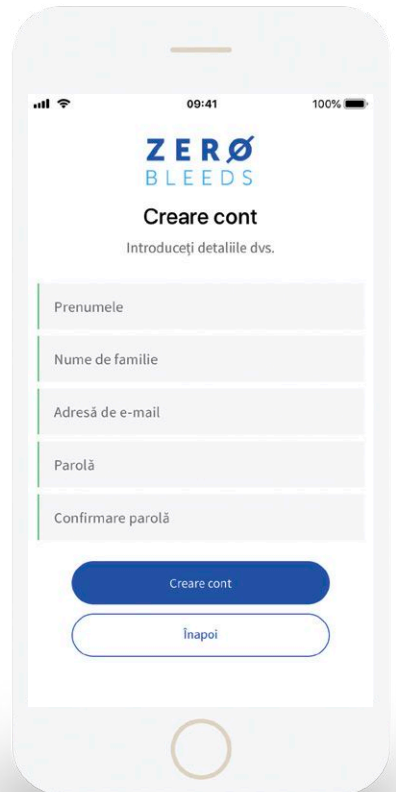 09:41
100%
ZERØ
BLEEDS
Creare cont
Introduceți detaliile dvs.
Prenumele
Nume de familie
Adresă de e-mail
Parolă
Confirmare parolă
Creare cont
Înapoi